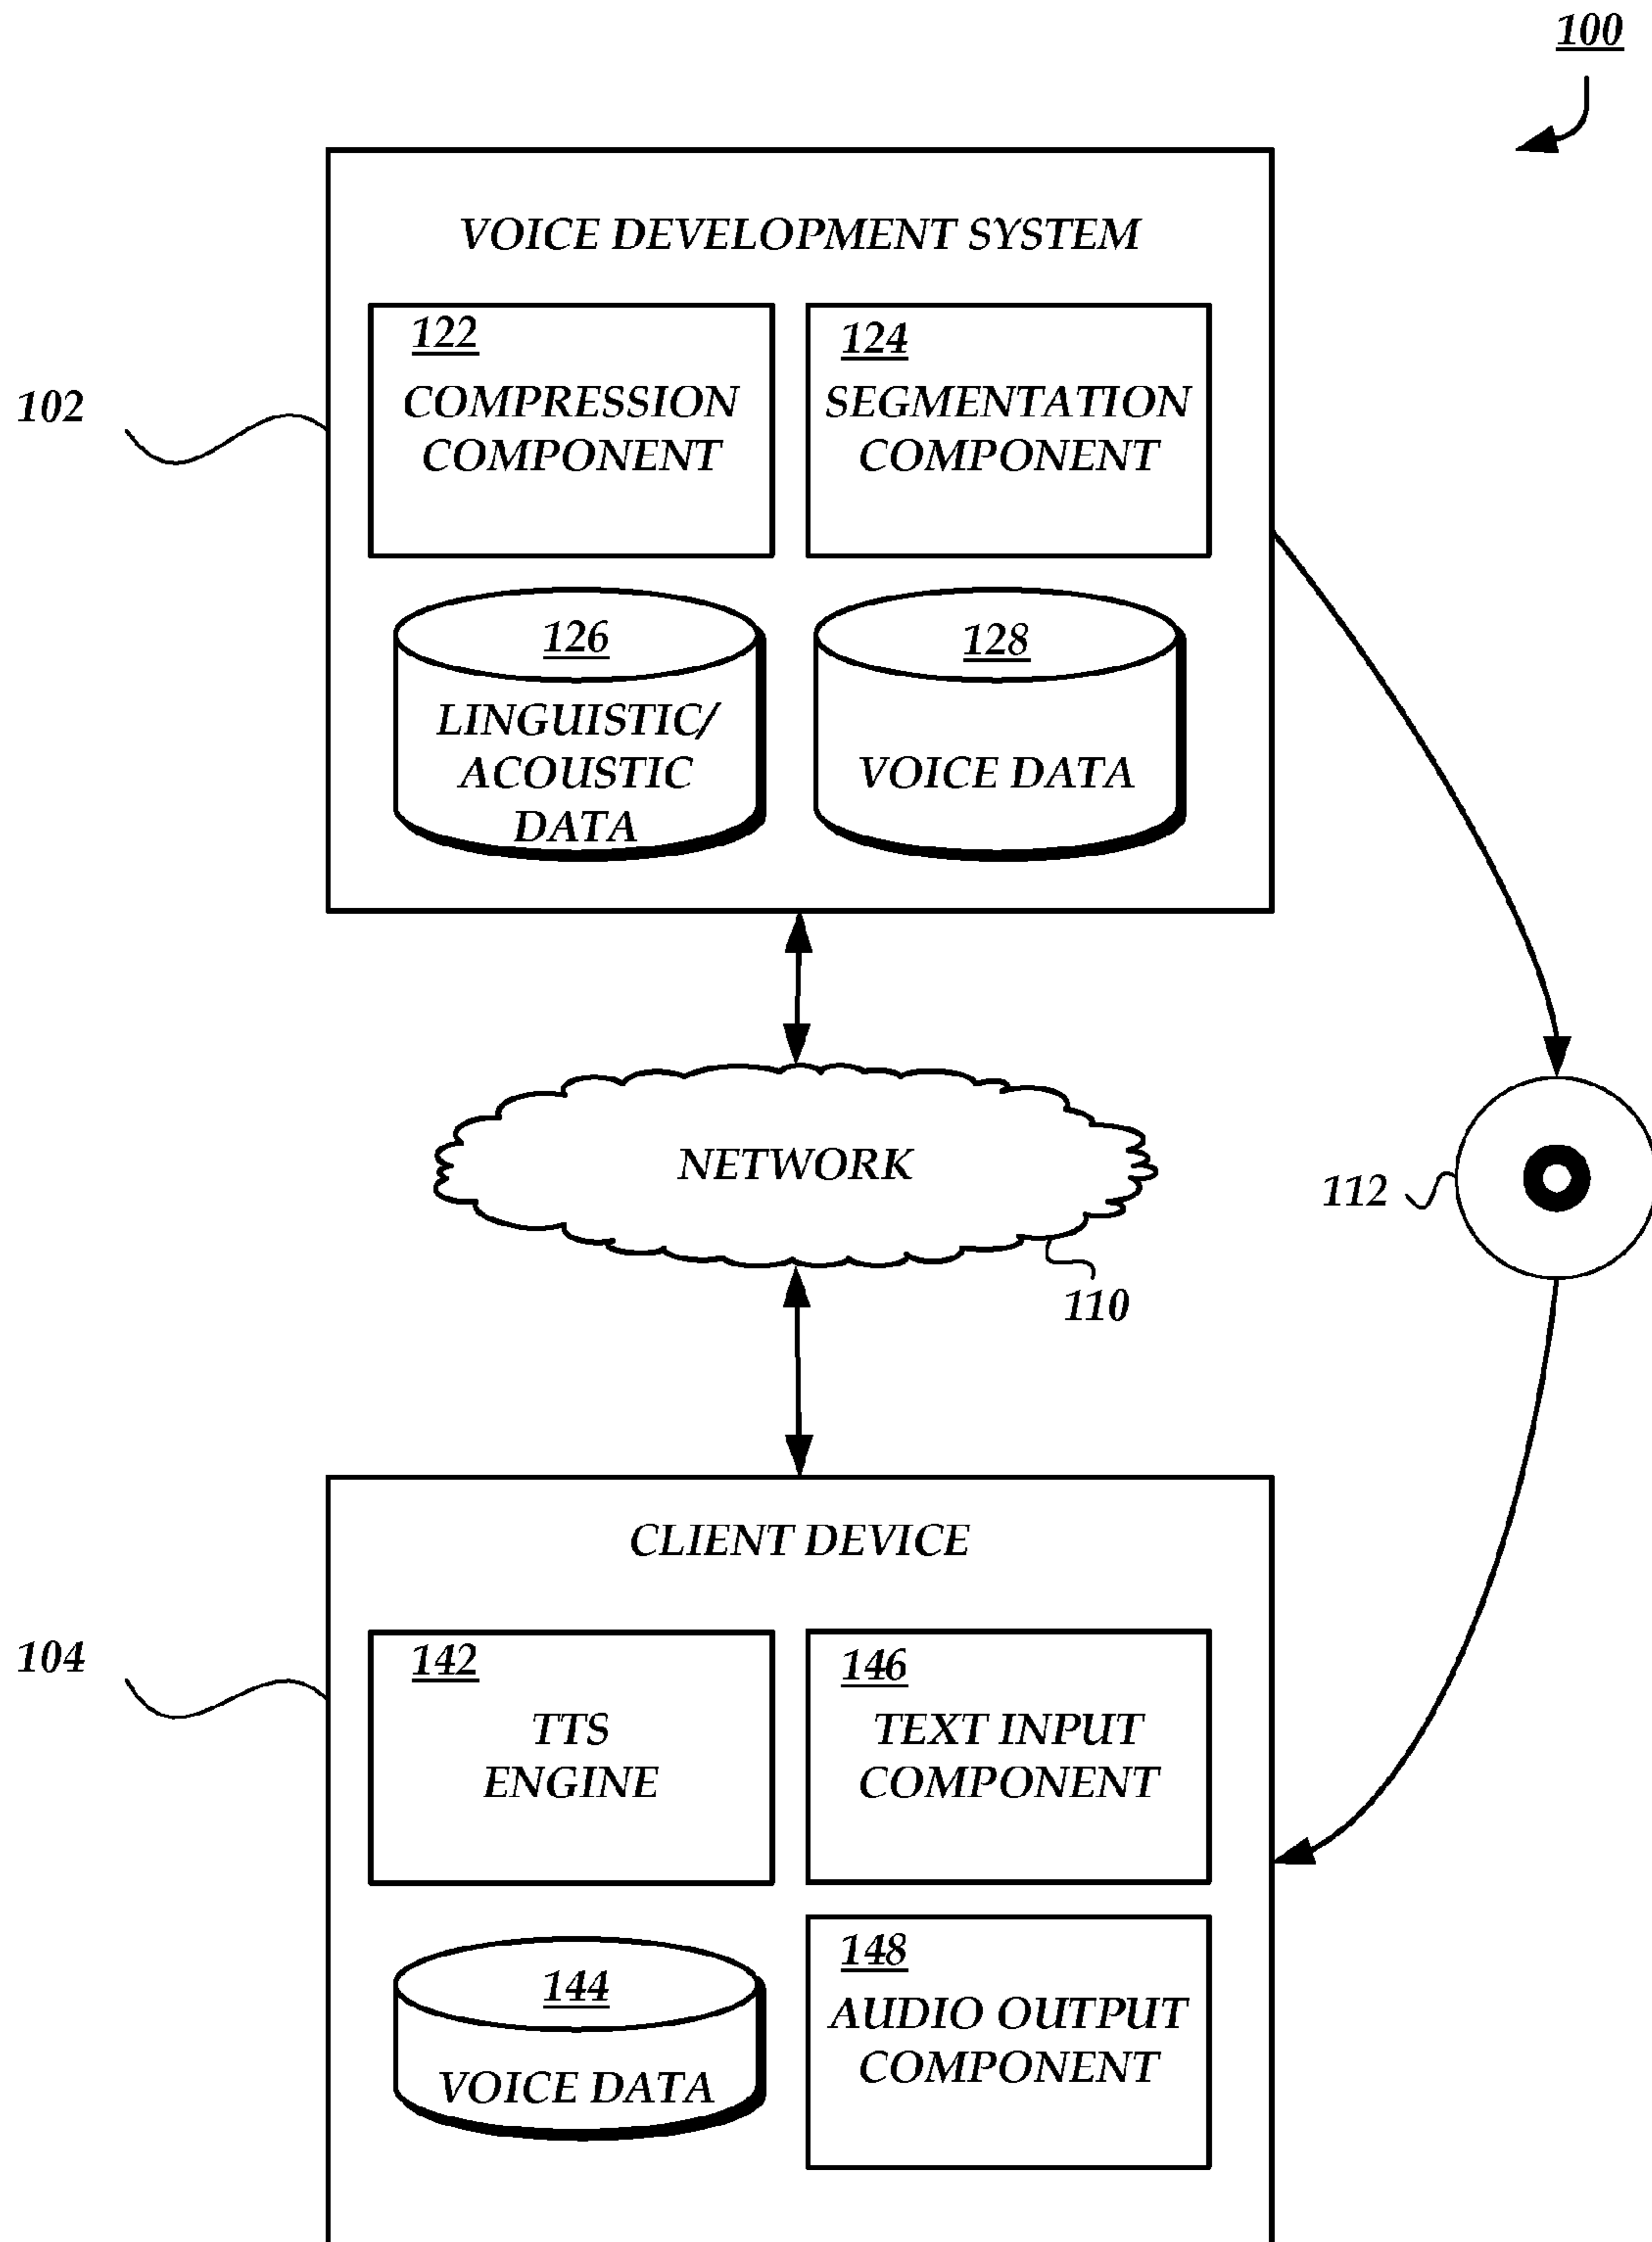 100
VOICE DEVELOPMENT SYSTEM
122
COMPRESSION
COMPONENT
124
SEGMENTATION
COMPONENT
102
126
LINGUISTIC/
ACOUSTIC
DATA
128
VOICE DATA
NETWORK
110
112
CLIENT DEVICE
104
142
TTS
ENGINE
146
TEXT INPUT
COMPONENT
144
VOICE DATA
148
AUDIO OUTPUT
COMPONENT